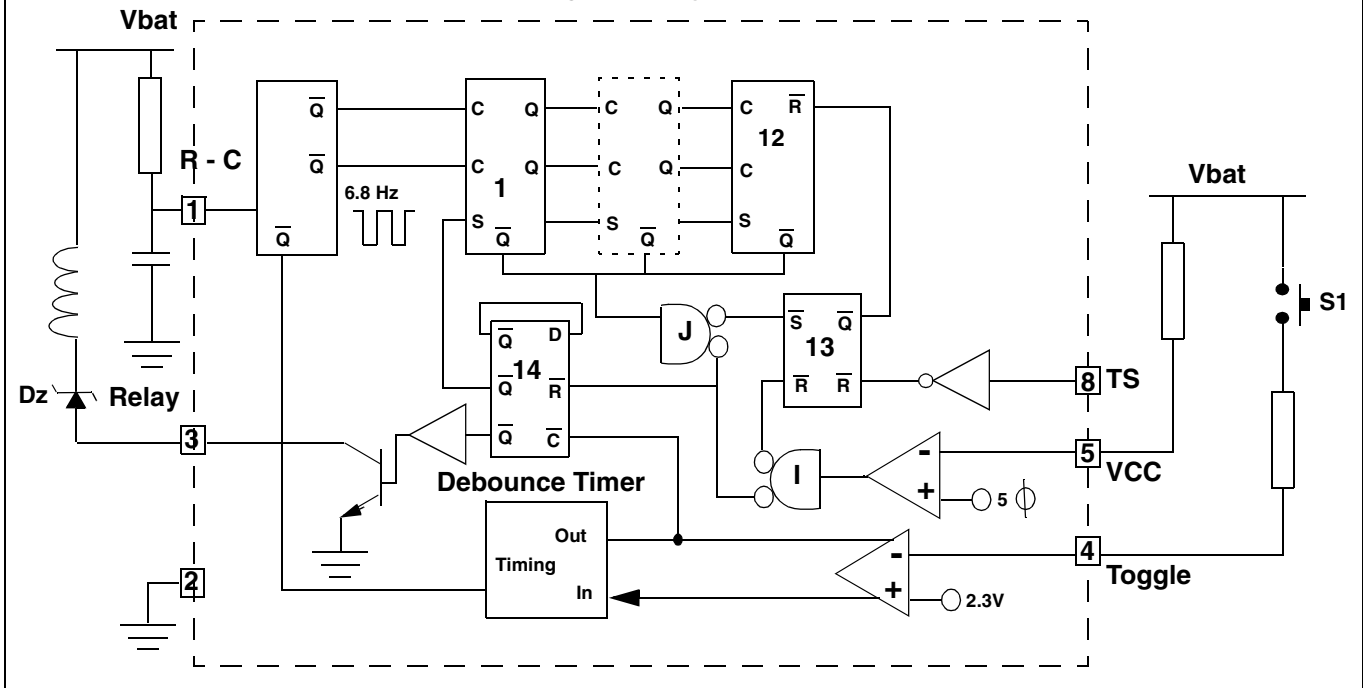 Vbat
R - C
1
Q
Q
6.8 Hz
Q
C
Q
C
Q
1
S
Q
C
Q
C
Q
S
Q
C
R
12
C
S
Q
Vbat
S1
J
S
Q
13
R
R
Q
D
14
Q
R
Q
C
8
TS
Dz
Relay
3
I
-
+
5 ϕ
5
VCC
Debounce Timer
Out
Timing
In
-
+
2.3V
4
Toggle
2